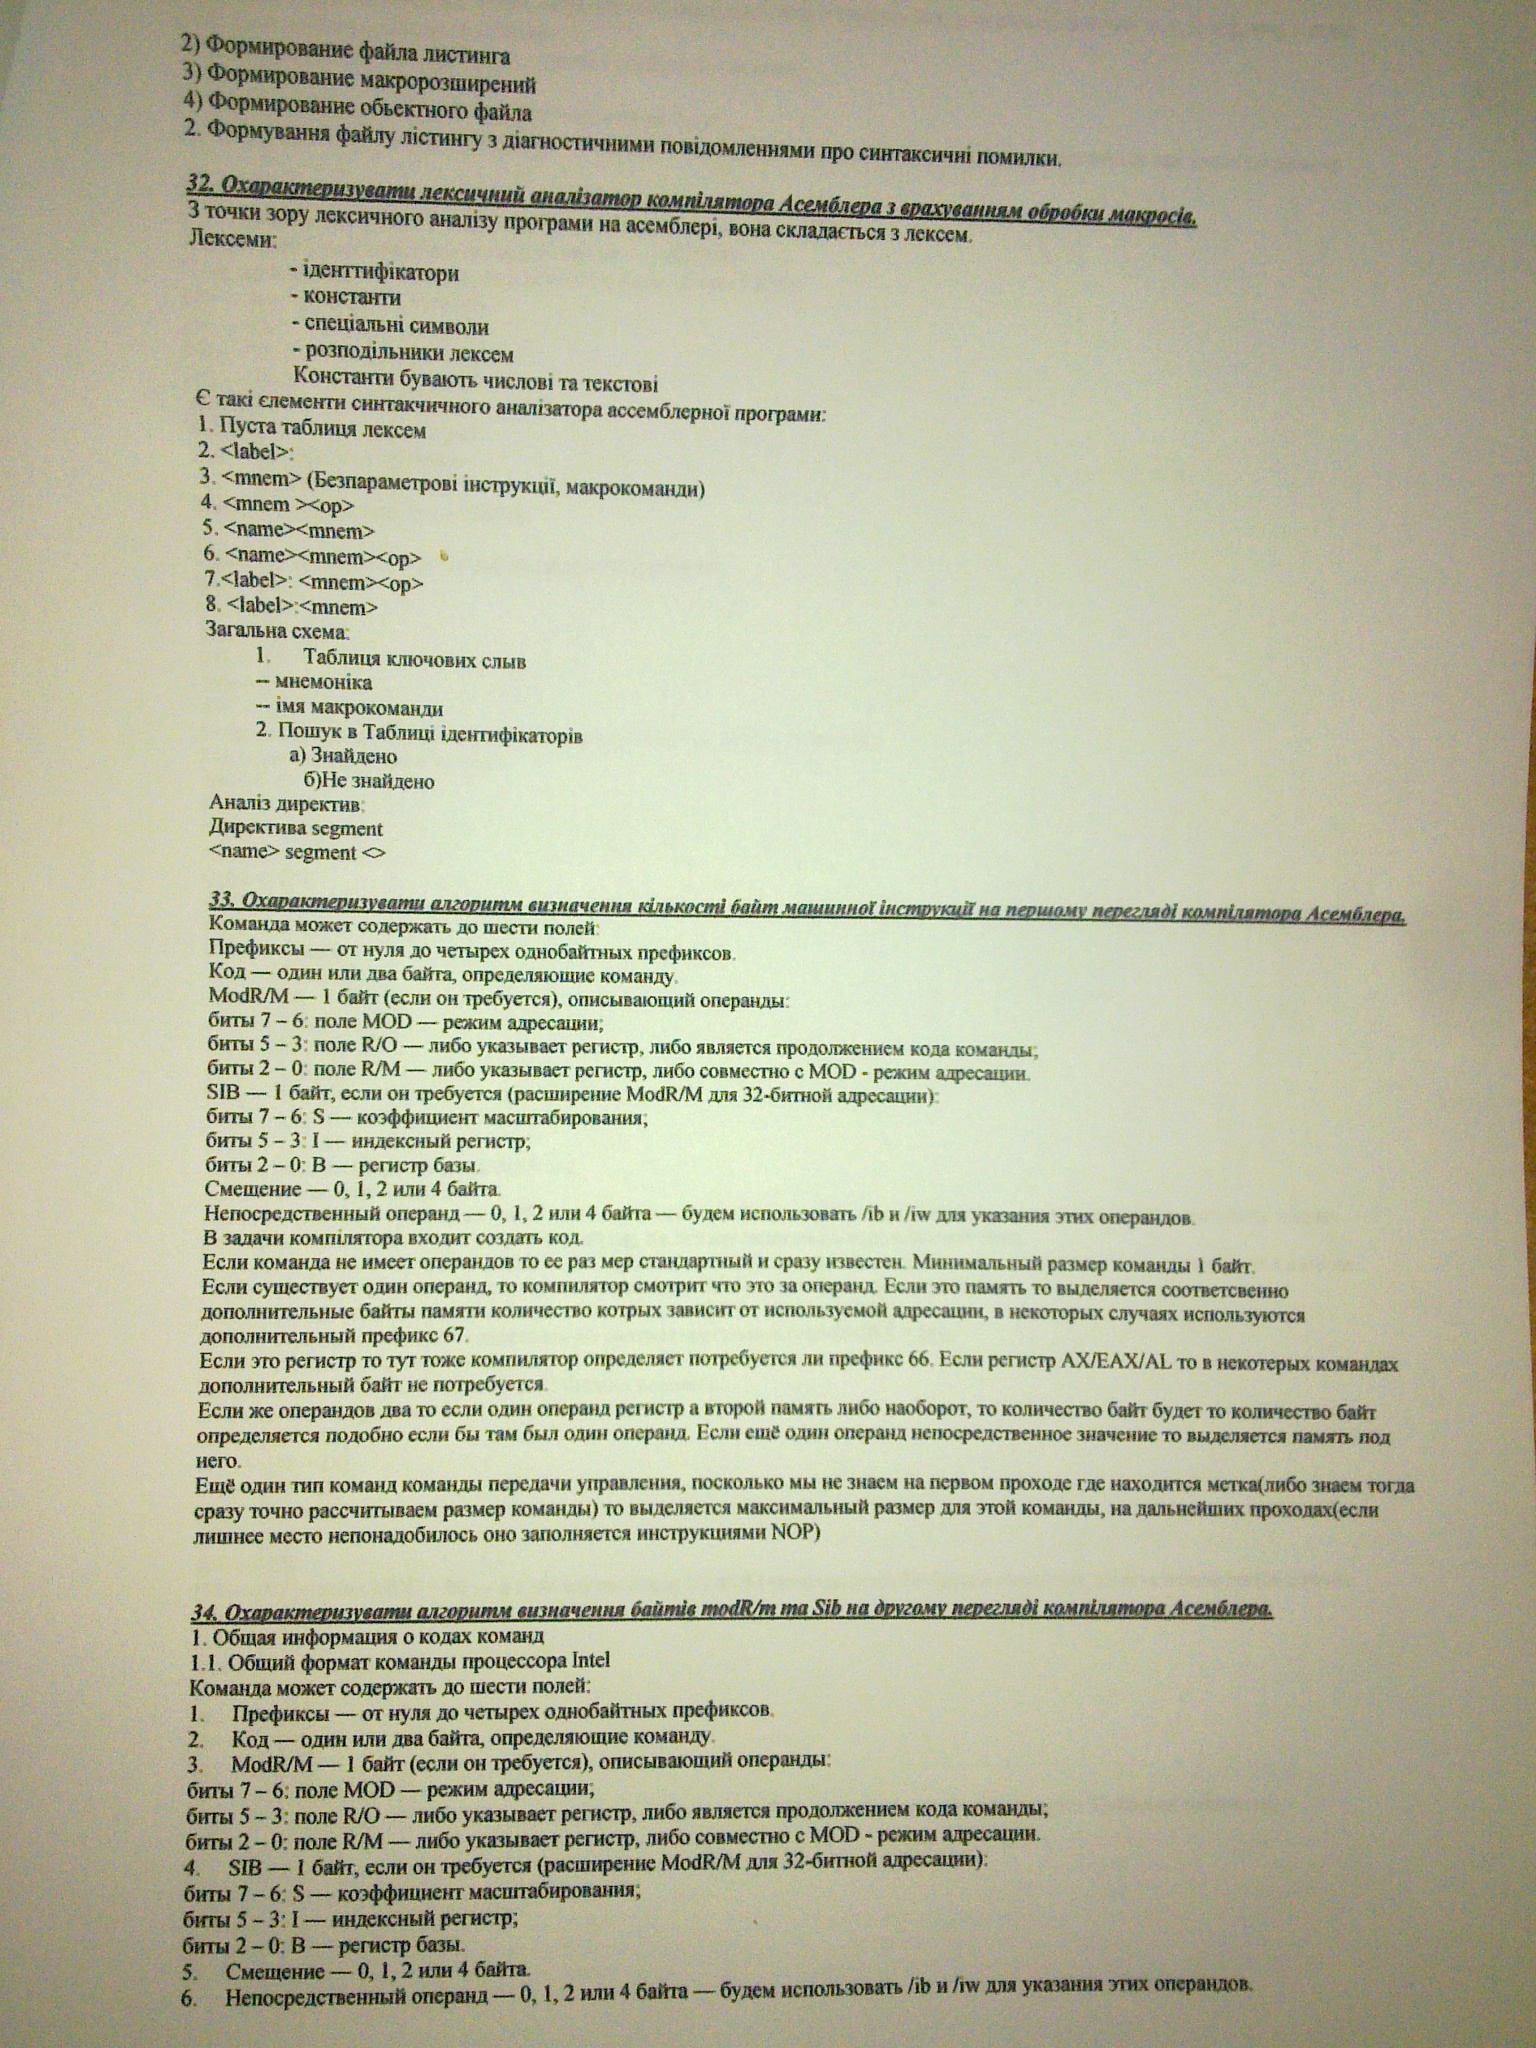 2) Формирование файла листинга
3) Формирование макророзширений
4) Формирование обьектного файла
2. Формування файлу лістингу з діагностичними повідомленнями про синтаксичні помилки.
32. Охарактеризувати лексичний аналізатор компілятора Асемблера з врахуванням обробки макросів.
З точки зору лексичного аналізу програми на асемблері, вона складається з лексем.
Лексеми:
- іденттифікатори
- константи
- спеціальні символи
- розподільники лексем
Константи бувають числові та текстові
Є такі єлементи синтакчичного аналізатора ассемблерної програми:
1. Пуста таблиця лексем
2. <label>:
3. <mnem> (Безпараметрові інструкції, макрокоманди)
4. <mnem ><op>
5. <name><mnem>
6. <name><mnem><op>
7.<label>: <mnem><op>
8. <label>:<mnem>
Загальна схема:
1. Таблиця ключових слыв
-- мнемоніка
-- імя макрокоманди
2. Пошук в Таблиці ідентифікаторів
а) Знайдено
б)Не знайдено
Аналіз директив:
Директива segment
<name> segment <>
33. Охарактеризувати алгоритм визначення кількості байт машинної інструкції на першому перегляді компілятора Асемблера.
Команда может содержать до шести полей:
Префиксы — от нуля до четырех однобайтных префиксов.
Код — один или два байта, определяющие команду.
ModR/M — 1 байт (если он требуется), описывающий операнды:
биты 7 – 6: поле MOD — режим адресации;
биты 5 – 3: поле R/O — либо указывает регистр, либо является продолжением кода команды;
биты 2 – 0: поле R/M — либо указывает регистр, либо совместно с MOD - режим адресации.
SIB — 1 байт, если он требуется (расширение ModR/M для 32-битной адресации):
биты 7 – 6: S — коэффициент масштабирования;
биты 5 – 3: I — индексный регистр;
биты 2 – 0: B — регистр базы.
Смещение — 0, 1, 2 или 4 байта.
Непосредственный операнд — 0, 1, 2 или 4 байта — будем использовать /ib и /iw для указания этих операндов.
В задачи компілятора входит создать код.
Если команда не имеет операндов то ее раз мер стандартный и сразу известен. Минимальный размер команды 1 байт.
Если существует один операнд, то компилятор смотрит что это за операнд. Если это память то выделяется соответсвенно
дополнительные байты памяти количество котрых зависит от используемой адресации, в некоторых случаях используются
дополнительный префикс 67.
Если это регистр то тут тоже компилятор определяет потребуется ли префикс 66. Если регистр AX/EAX/AL то в некоторых командах
дополнительный байт не потребуется.
Если же операндов два то если один операнд регистр а второй память либо наоборот, то количество байт будет то количество байт
определяется подобно если бы там был один операнд. Если ещё один операнд непосредственное значение то выделяется память под
него.
Ещё один тип команд команды передачи управления, посколько мы не знаем на первом проходе где находится метка(либо знаем тогда
сразу точно рассчитываем размер команды) то выделяется максимальный размер для этой команды, на дальнейших проходах(если
лишнее место непонадобилось оно заполняется инструкциями NOP)
34. Охарактеризувати алгоритм визначення байтів modR/m та Sib на другому перегляді компілятора Асемблера.
1. Общая информация о кодах команд
1.1. Общий формат команды процессора Intel
Команда может содержать до шести полей:
1. Префиксы — от нуля до четырех однобайтных префиксов.
2. Код — один или два байта, определяющие команду.
3. ModR/M — 1 байт (если он требуется), описывающий операнды:
биты 7 – 6: поле MOD — режим адресации;
биты 5 – 3: поле R/O — либо указывает регистр, либо является продолжением кода команды;
биты 2 – 0: поле R/M — либо указывает регистр, либо совместно с MOD - режим адресации.
4. SIB — 1 байт, если он требуется (расширение ModR/M для 32-битной адресации):
биты 7 – 6: S — коэффициент масштабирования;
биты 5 – 3: I — индексный регистр;
биты 2 – 0: B — регистр базы.
5. Смещение — 0, 1, 2 или 4 байта.
6. Непосредственный операнд — 0, 1, 2 или 4 байта — будем использовать /ib и /iw для указания этих операндов.